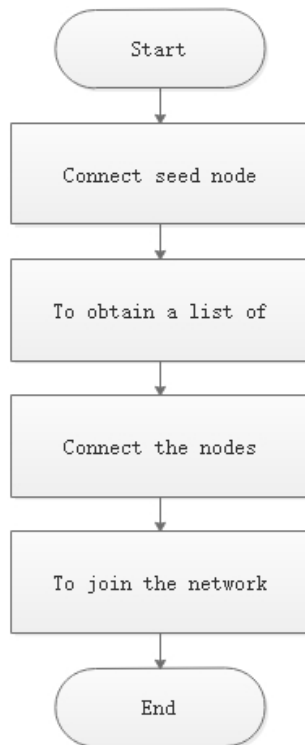 Start
Connect seed node
To obtain a list of
Connect the nodes
To join the network
End